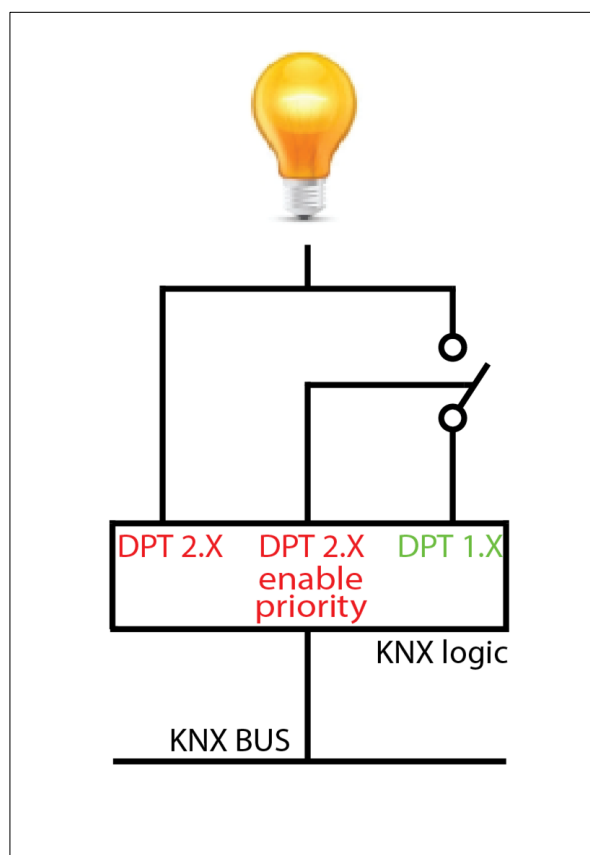 DPT 2.X DPT 2.X DPT 1.X
enable
priority
KNX logic
KNX BUS